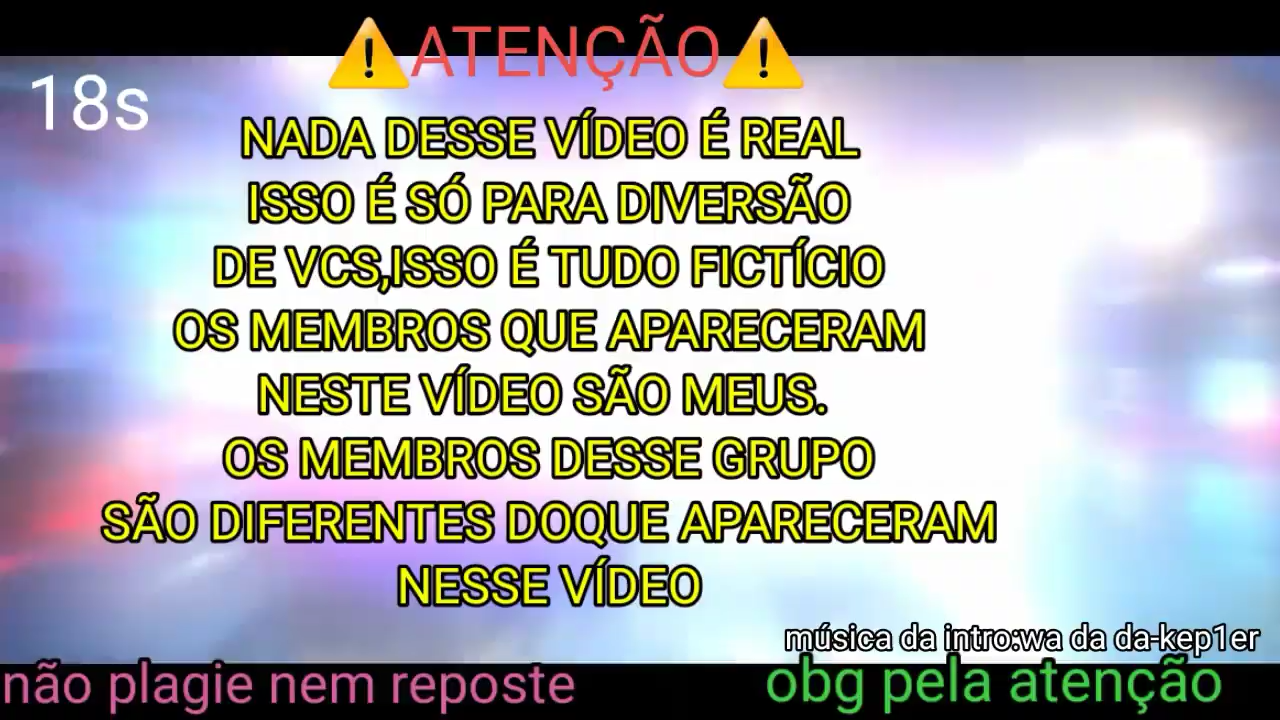 ⚠️ATENÇÃO⚠️
18s
NADA DESSE VÍDEO É REAL
ISSO É SÓ PARA DIVERSÃO
DE VCS,ISSO É TUDO FICTÍCIO
OS MEMBROS QUE APARECERAM
NESTE VÍDEO SÃO MEUS.
OS MEMBROS DESSE GRUPO
SÃO DIFERENTES DOQUE APARECERAM
NESSE VÍDEO
música da intro:wa da da-kep1er
não plagie nem reposte
obg pela atenção